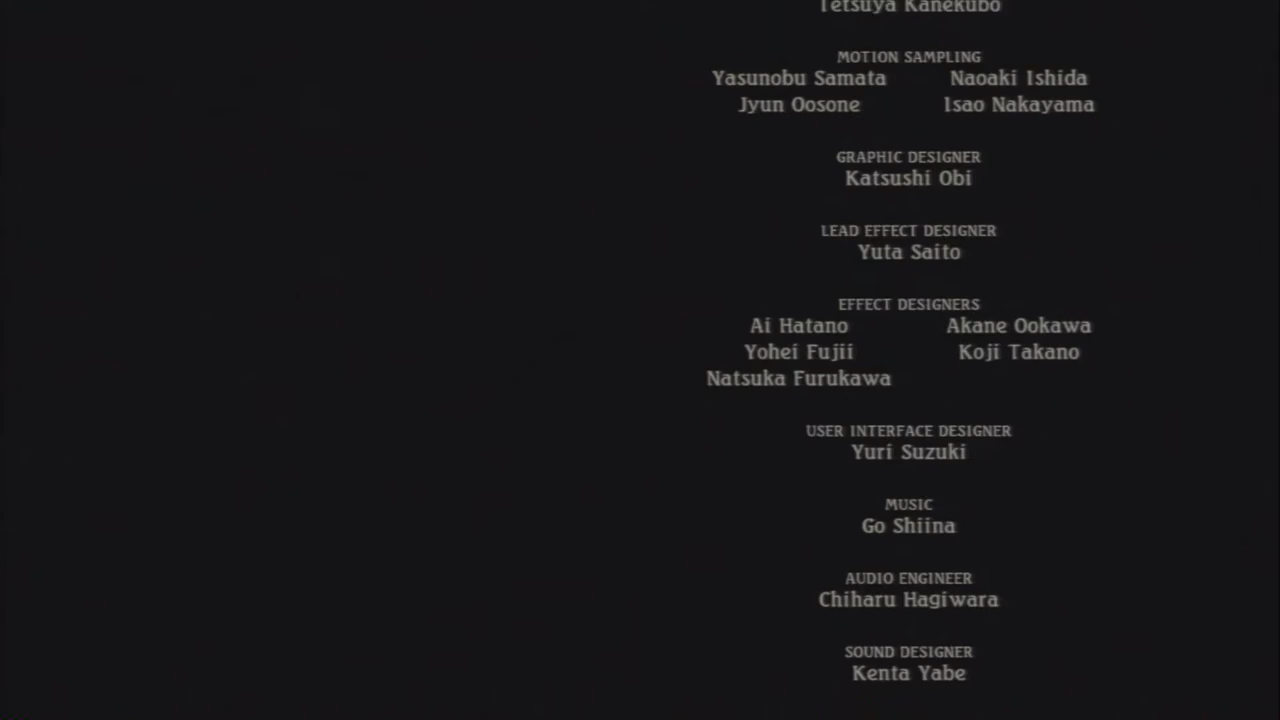 Tetsuya Kanekubo
MOTION SAMPLING
Yasunobu Samata Naoaki Ishida
Jyun Oosone Isao Nakayama
GRAPHIC DESIGNER
Katsushi Obi
LEAD EFFECT DESIGNER
Yuta Saito
EFFECT DESIGNERS
Ai Hatano Akane Ookawa
Yohei Fujii Koji Takano
Natsuka Furukawa
USER INTERFACE DESIGNER
Yuri Suzuki
MUSIC
Go Shiina
AUDIO ENGINEER
Chiharu Hagiwara
SOUND DESIGNER
Kenta Yabe